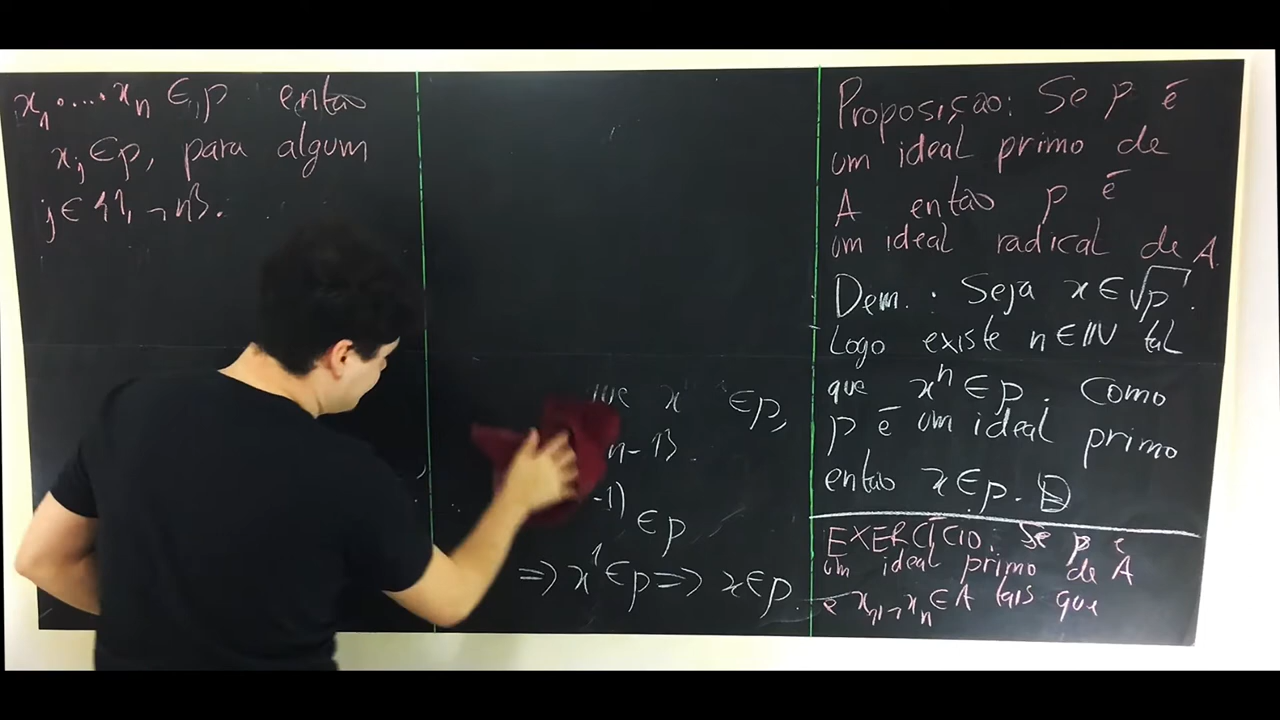 x₁.....xₙ ∈ p então
xⱼ ∈ p, para algum
j ∈ {1, ..., n}.
que x ∈ p,
n-1}.
-1) ∈ p
⇒ x¹ ∈ p ⇒ x ∈ p.
Proposição: Se p é
um ideal primo de
A então p é
um ideal radical de A.
Dem.: Seja x ∈ √p.
Logo existe n ∈ ℕ tal
que xⁿ ∈ p. Como
p é um ideal primo
então x ∈ p. □
EXERCÍCIO: Se p é
um ideal primo de A
e x₁,...,xₙ ∈ A tais que